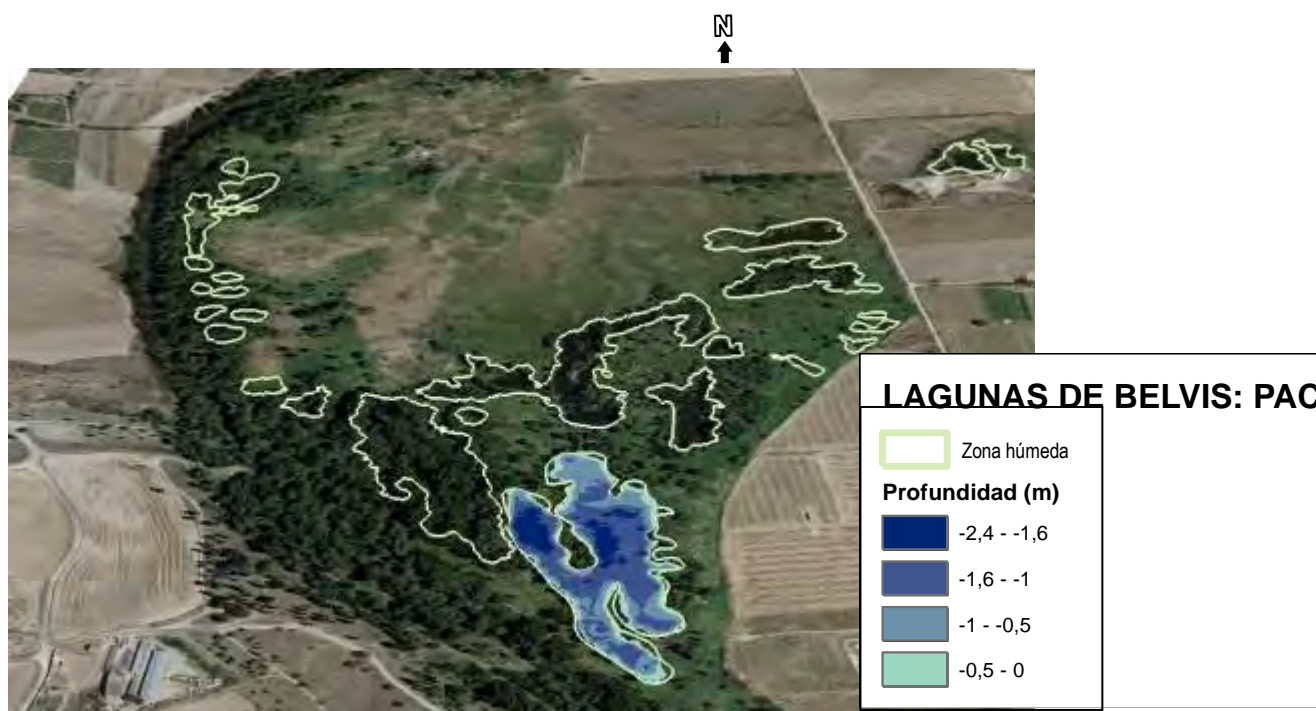 N
LAGUNAS DE BELVIS: PAC
Zona húmeda
Profundidad (m)
-2,4 - -1,6
-1,6 - -1
-1 - -0,5
-0,5 - 0